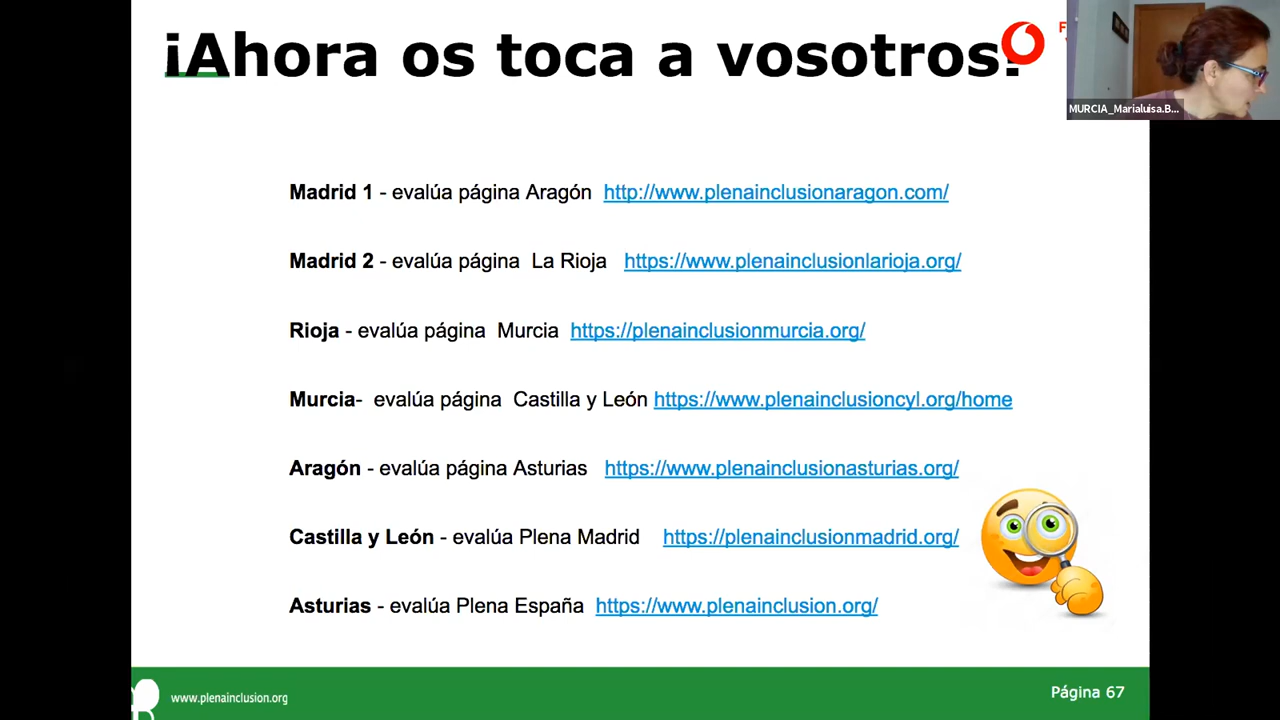 ¡Ahora os toca a vosotros!
MURCIA_Marialuisa.B...
Madrid 1 - evalúa página Aragón http://www.plenainclusionaragon.com/
Madrid 2 - evalúa página La Rioja https://www.plenainclusionlarioja.org/
Rioja - evalúa página Murcia https://plenainclusionmurcia.org/
Murcia- evalúa página Castilla y León https://www.plenainclusioncyl.org/home
Aragón - evalúa página Asturias https://www.plenainclusionasturias.org/
Castilla y León - evalúa Plena Madrid https://plenainclusionmadrid.org/
Asturias - evalúa Plena España https://www.plenainclusion.org/
www.plenainclusion.org
Página 67